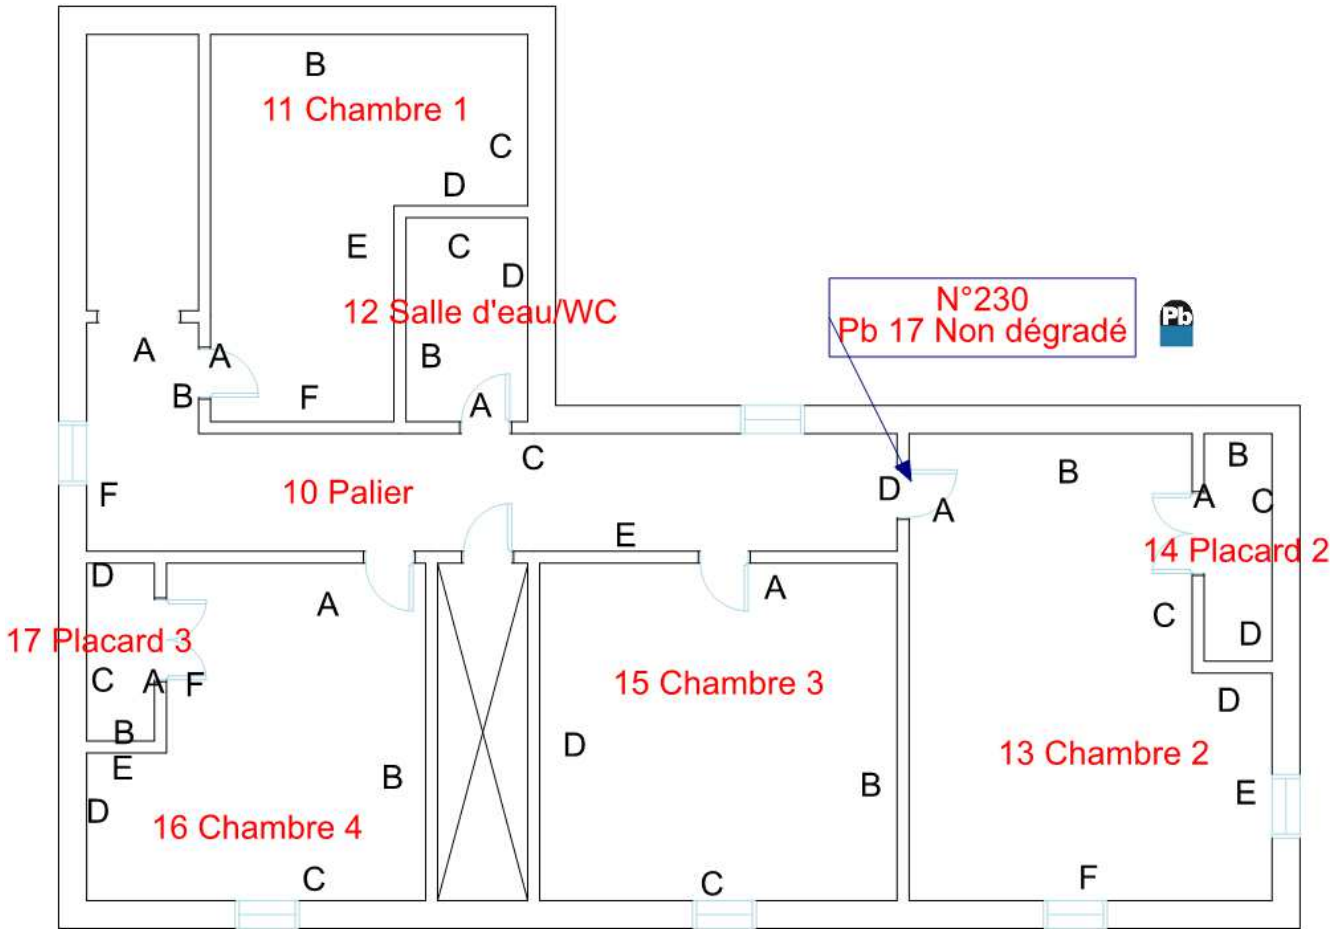 B
11 Chambre 1
C
D
E
C
D
12 Salle d'eau/WC
N°230
Pb 17 Non dégradé
Pb
A
A
B
B
F
A
C
10 Palier
F
D
A
E
B
B
A
C
14 Placard 2
D
C
D
A
17 Placard 3
C
A
F
B
E
D
B
16 Chambre 4
C
A
15 Chambre 3
D
B
C
D
13 Chambre 2
E
F